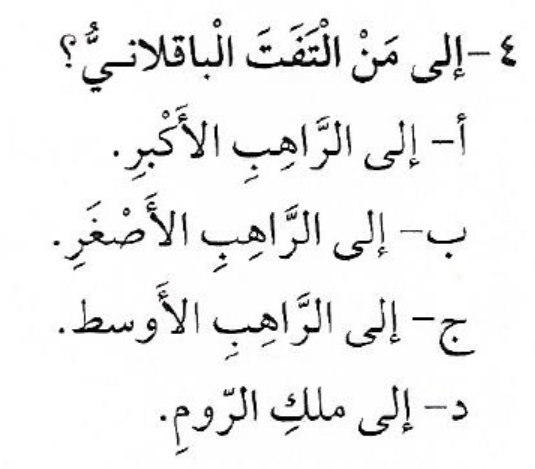 ٤-إلى مَنْ الْتَفَتَ الْباقلانـيُّ؟
أ- إلى الرَّاهِبِ الأَكْبرِ.
ب- إلى الرَّاهِبِ الأَصْغَرِ.
ج- إلى الرَّاهِبِ الأَوسط.
د- إلى ملكِ الرّومِ.